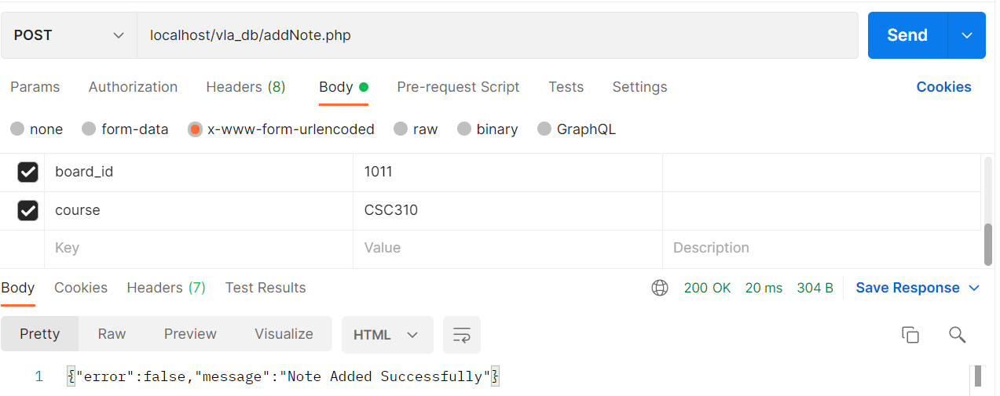 POST localhost/vla_db/addNote.php Send
Params Authorization Headers (8) Body Pre-request Script Tests Settings Cookies
none form-data x-www-form-urlencoded raw binary GraphQL
board_id 1011
course CSC310
Key Value Description
Body Cookies Headers (7) Test Results 200 OK 20 ms 304 B Save Response
Pretty Raw Preview Visualize HTML
1 {"error":false,"message":"Note Added Successfully"}